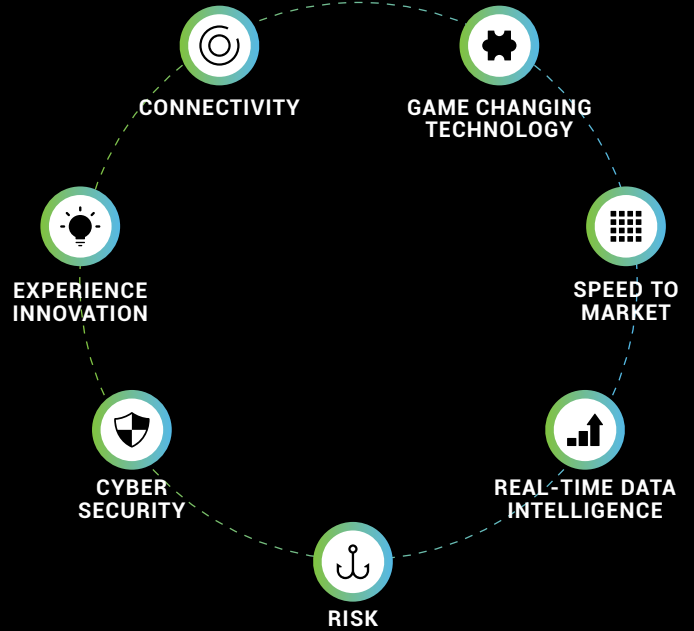 CONNECTIVITY
GAME CHANGING
TECHNOLOGY
EXPERIENCE
INNOVATION
SPEED TO
MARKET
CYBER
SECURITY
REAL-TIME DATA
INTELLIGENCE
RISK